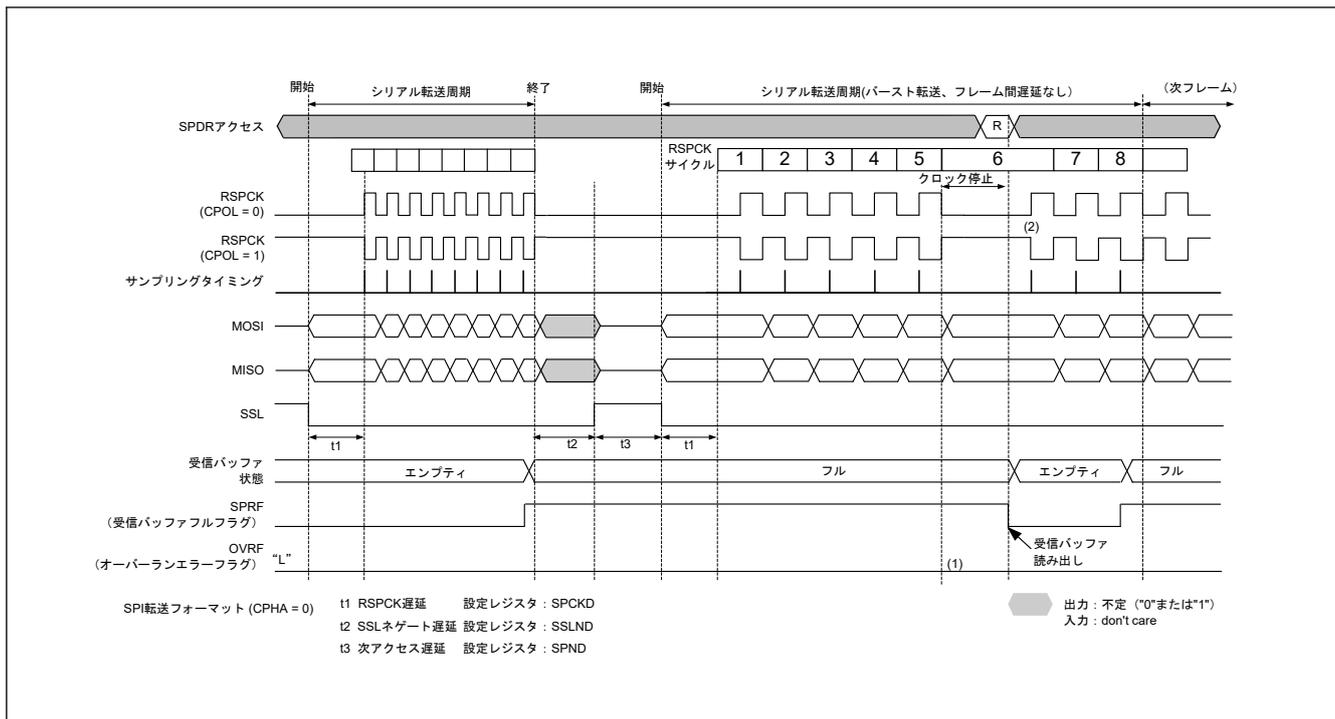 開始
シリアル転送周期
終了
開始
シリアル転送周期(バースト転送、フレーム間遅延なし)
(次フレーム)
SPDRアクセス
R
RSPCK
サイクル
1 2 3 4 5 6 7 8
クロック停止
RSPCK
(CPOL = 0)
(2)
RSPCK
(CPOL = 1)
サンプリングタイミング
MOSI
MISO
SSL
t1
t2
t3
t1
受信バッファ
状態
エンプティ
フル
エンプティ
フル
SPRF
(受信バッファフルフラグ)
受信バッファ
読み出し
OVRF
(オーバーランエラーフラグ)
“L”
(1)
SPI転送フォーマット (CPHA = 0)
t1 RSPCK遅延 設定レジスタ:SPCKD
t2 SSLネゲート遅延 設定レジスタ:SSLND
t3 次アクセス遅延 設定レジスタ:SPND
出力:不定("0"または"1")
入力:don't care